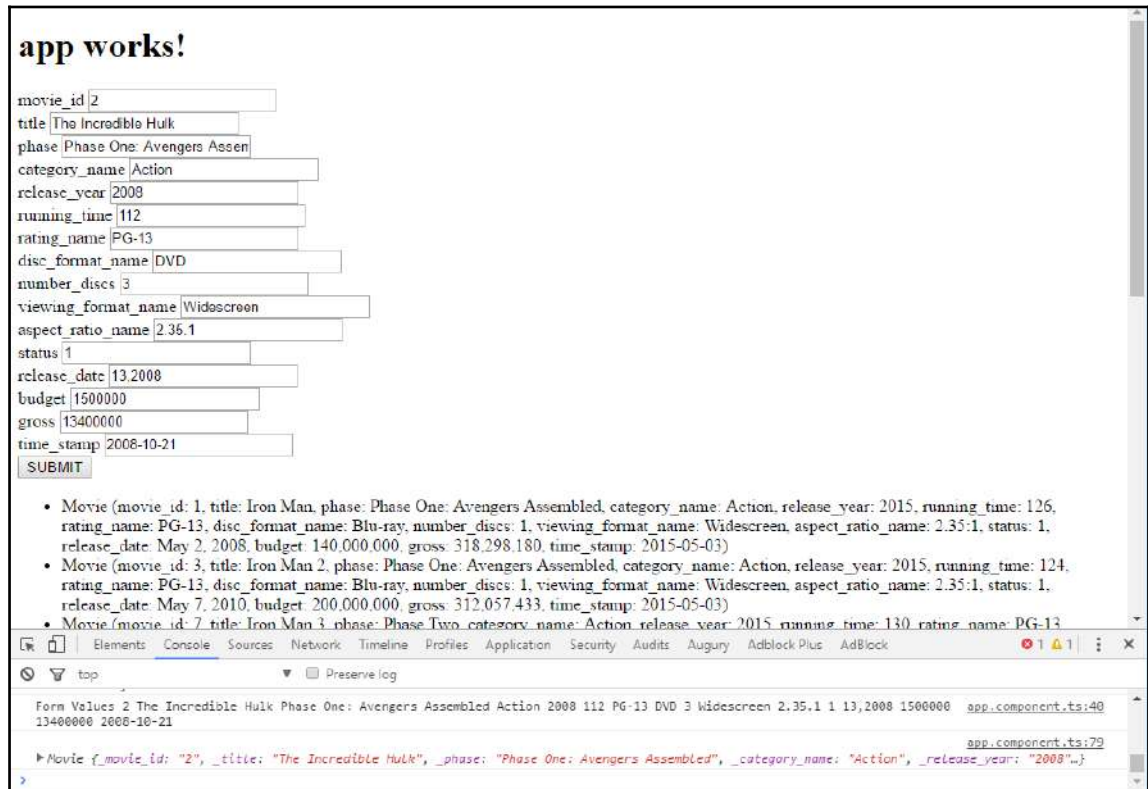 app works!
movie_id 2
title The Incredible Hulk
phase Phase One: Avengers Assen
category_name Action
release_year 2008
running_time 112
rating_name PG-13
disc_format_name DVD
number_discs 3
viewing_format_name Widescreen
aspect_ratio_name 2.35.1
status 1
release_date 13,2008
budget 1500000
gross 13400000
time_stamp 2008-10-21
SUBMIT
• Movie (movie_id: 1, title: Iron Man, phase: Phase One: Avengers Assembled, category_name: Action, release_year: 2015, running_time: 126,
rating_name: PG-13, disc_format_name: Blu-ray, number_discs: 1, viewing_format_name: Widescreen, aspect_ratio_name: 2.35:1, status: 1,
release_date: May 2, 2008, budget: 140,000,000, gross: 318,298,180, time_stamp: 2015-05-03)
• Movie (movie_id: 3, title: Iron Man 2, phase: Phase One: Avengers Assembled, category_name: Action, release_year: 2015, running_time: 124,
rating_name: PG-13, disc_format_name: Blu-ray, number_discs: 1, viewing_format_name: Widescreen, aspect_ratio_name: 2.35:1, status: 1,
release_date: May 7, 2010, budget: 200,000,000, gross: 312,057,433, time_stamp: 2015-05-03)
• Movie (movie_id: 7, title: Iron Man 3, phase: Phase Two, category_name: Action, release_year: 2015, running_time: 130, rating_name: PG-13
Elements Console Sources Network Timeline Profiles Application Security Audits Augury Adblock Plus AdBlock 1 1
top Preserve log
Form Values 2 The Incredible Hulk Phase One: Avengers Assembled Action 2008 112 PG-13 DVD 3 Widescreen 2.35.1 1 13,2008 1500000 app.component.ts:40
13400000 2008-10-21
app.component.ts:79
Movie {_movie_id: "2", _title: "The Incredible Hulk", _phase: "Phase One: Avengers Assembled", _category_name: "Action", _release_year: "2008"…}